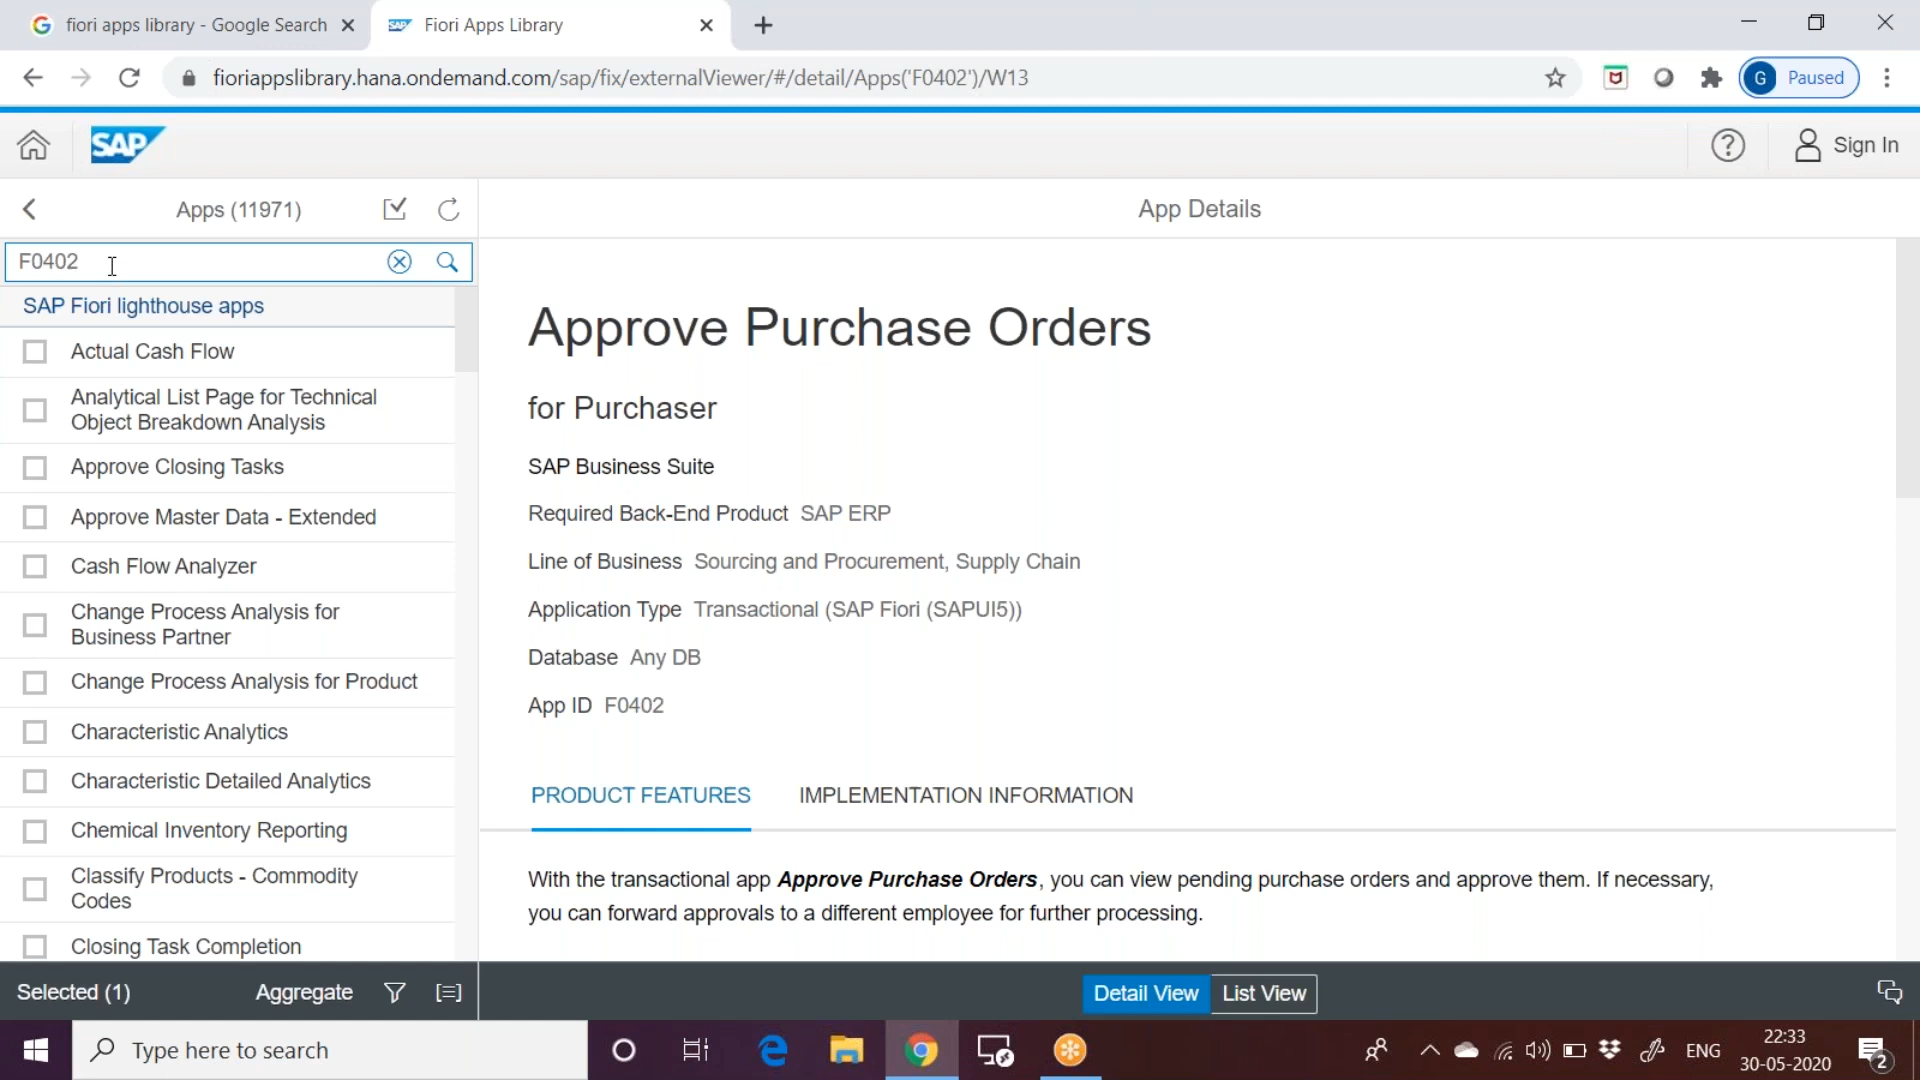 fiori apps library - Google Search
SAP Fiori Apps Library
fioriappslibrary.hana.ondemand.com/sap/fix/externalViewer/#/detail/Apps('F0402')/W13
G Paused
SAP
Sign In
Apps (11971)
App Details
F0402
SAP Fiori lighthouse apps
Actual Cash Flow
Analytical List Page for Technical
Object Breakdown Analysis
Approve Closing Tasks
Approve Master Data - Extended
Cash Flow Analyzer
Change Process Analysis for
Business Partner
Change Process Analysis for Product
Characteristic Analytics
Characteristic Detailed Analytics
Chemical Inventory Reporting
Classify Products - Commodity
Codes
Closing Task Completion
Approve Purchase Orders
for Purchaser
SAP Business Suite
Required Back-End Product SAP ERP
Line of Business Sourcing and Procurement, Supply Chain
Application Type Transactional (SAP Fiori (SAPUI5))
Database Any DB
App ID F0402
PRODUCT FEATURES IMPLEMENTATION INFORMATION
With the transactional app Approve Purchase Orders, you can view pending purchase orders and approve them. If necessary,
you can forward approvals to a different employee for further processing.
Selected (1) Aggregate
Detail View List View
Type here to search
ENG
22:33
30-05-2020
2